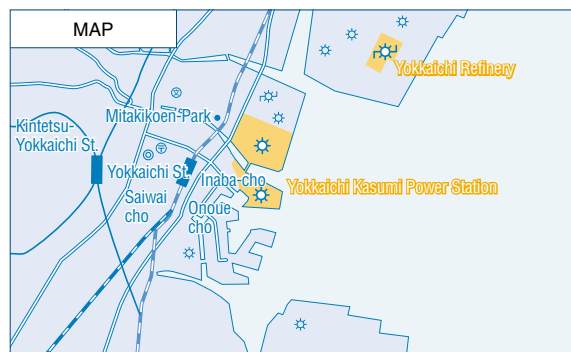 MAP
Yokkaichi Refinery
Mitakikoen-Park
Kintetsu-
Yokkaichi St.
Yokkaichi St.
Inaba-cho
Yokkaichi Kasumi Power Station
Saiwai
cho
Onoue
cho